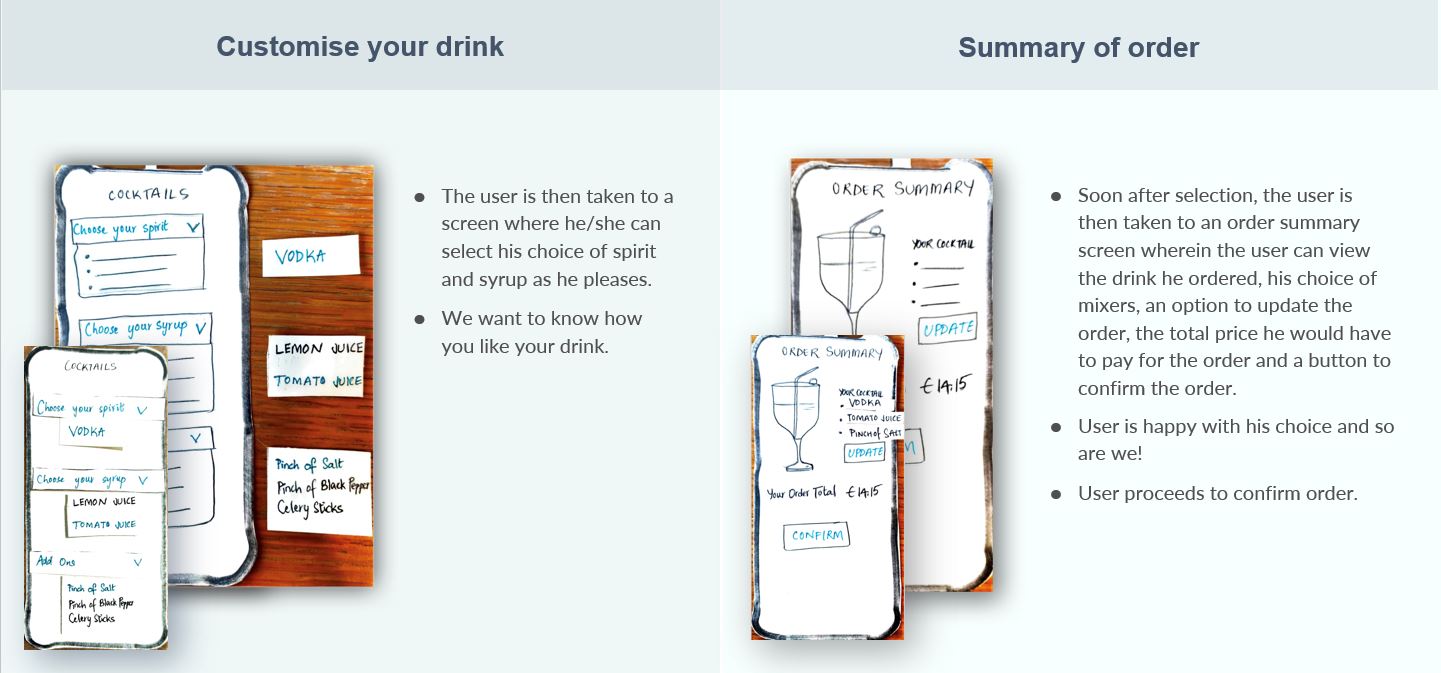 Customise your drink
COCKTAILS
Choose your spirit
VODKA
Choose your syrup
LEMON JUICE
TOMATO JUICE
Pinch of Salt
Pinch of Black Pepper
Celery Sticks
COCKTAILS
Choose your spirit
VODKA
Choose your syrup
LEMON JUICE
TOMATO JUICE
Add Ons
Pinch of Salt
Pinch of Black Pepper
Celery Sticks
● The user is then taken to a
screen where he/she can
select his choice of spirit
and syrup as he pleases.
● We want to know how
you like your drink.
Summary of order
ORDER SUMMARY
YOUR COCKTAIL
UPDATE
€14.15
M
ORDER SUMMARY
YOUR COCKTAIL
• VODKA
• TOMATO JUICE
• PINCH of SALT
UPDATE
Your Order Total €14.15
CONFIRM
● Soon after selection, the user is
then taken to an order summary
screen wherein the user can view
the drink he ordered, his choice of
mixers, an option to update the
order, the total price he would have
to pay for the order and a button to
confirm the order.
● User is happy with his choice and so
are we!
● User proceeds to confirm order.